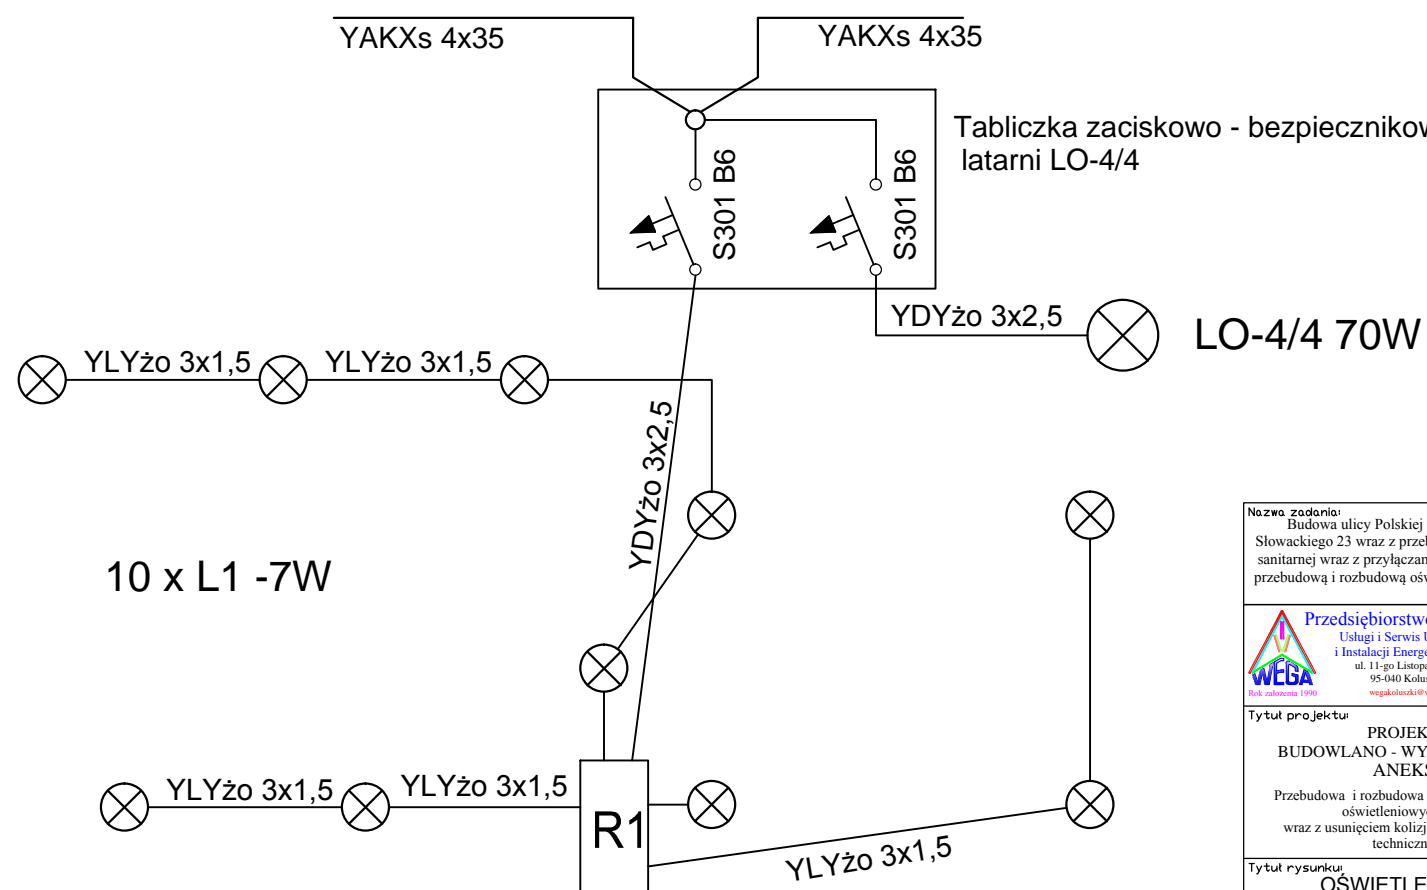 YAKXs 4x35
YAKXs 4x35
Tabliczka zaciskowo - bezpiecznikow
latarni LO-4/4
S301 B6
S301 B6
YDYżo 3x2,5
LO-4/4 70W
YLYżo 3x1,5
YLYżo 3x1,5
YDYżo 3x2,5
10 x L1 -7W
YLYżo 3x1,5
YLYżo 3x1,5
R1
YLYżo 3x1,5
Nazwa zadania:
Budowa ulicy Polskiej
Słowackiego 23 wraz z przeb
sanitarnej wraz z przyłączam
przebudową i rozbudową ośw
Przedsiębiorstwo
Usługi i Serwis U
i Instalacji Energe
ul. 11-go Listopa
95-040 Kolus
wegakoluszki@w
WEGA
Rok założenia 1990
Tytuł projektu:
PROJEK
BUDOWLANO - WY
ANEKS
Przebudowa i rozbudowa
oświetleniowyc
wraz z usunięciem kolizj
techniczn
Tytuł rysunku:
OŚWIETLE